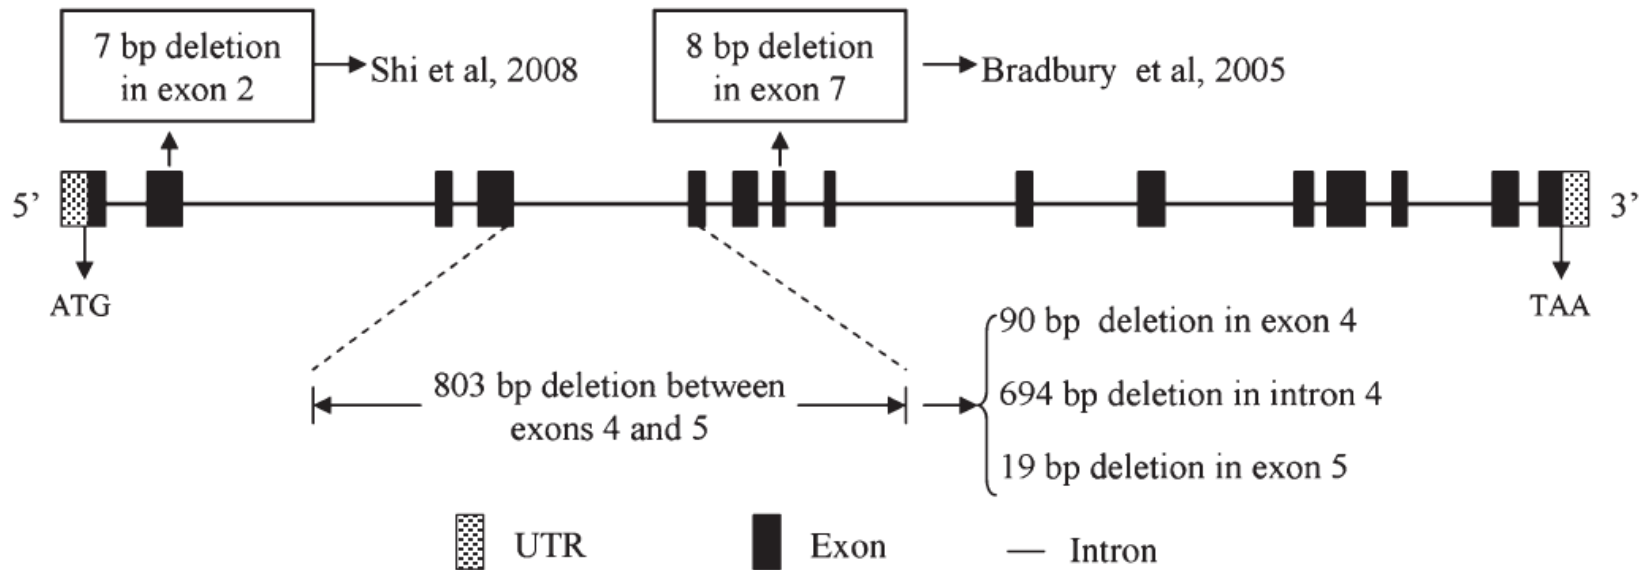 7 bp deletion
in exon 2
Shi et al, 2008
8 bp deletion
in exon 7
Bradbury et al, 2005
5’
3’
ATG
TAA
803 bp deletion between
exons 4 and 5
90 bp deletion in exon 4
694 bp deletion in intron 4
19 bp deletion in exon 5
UTR
Exon
Intron